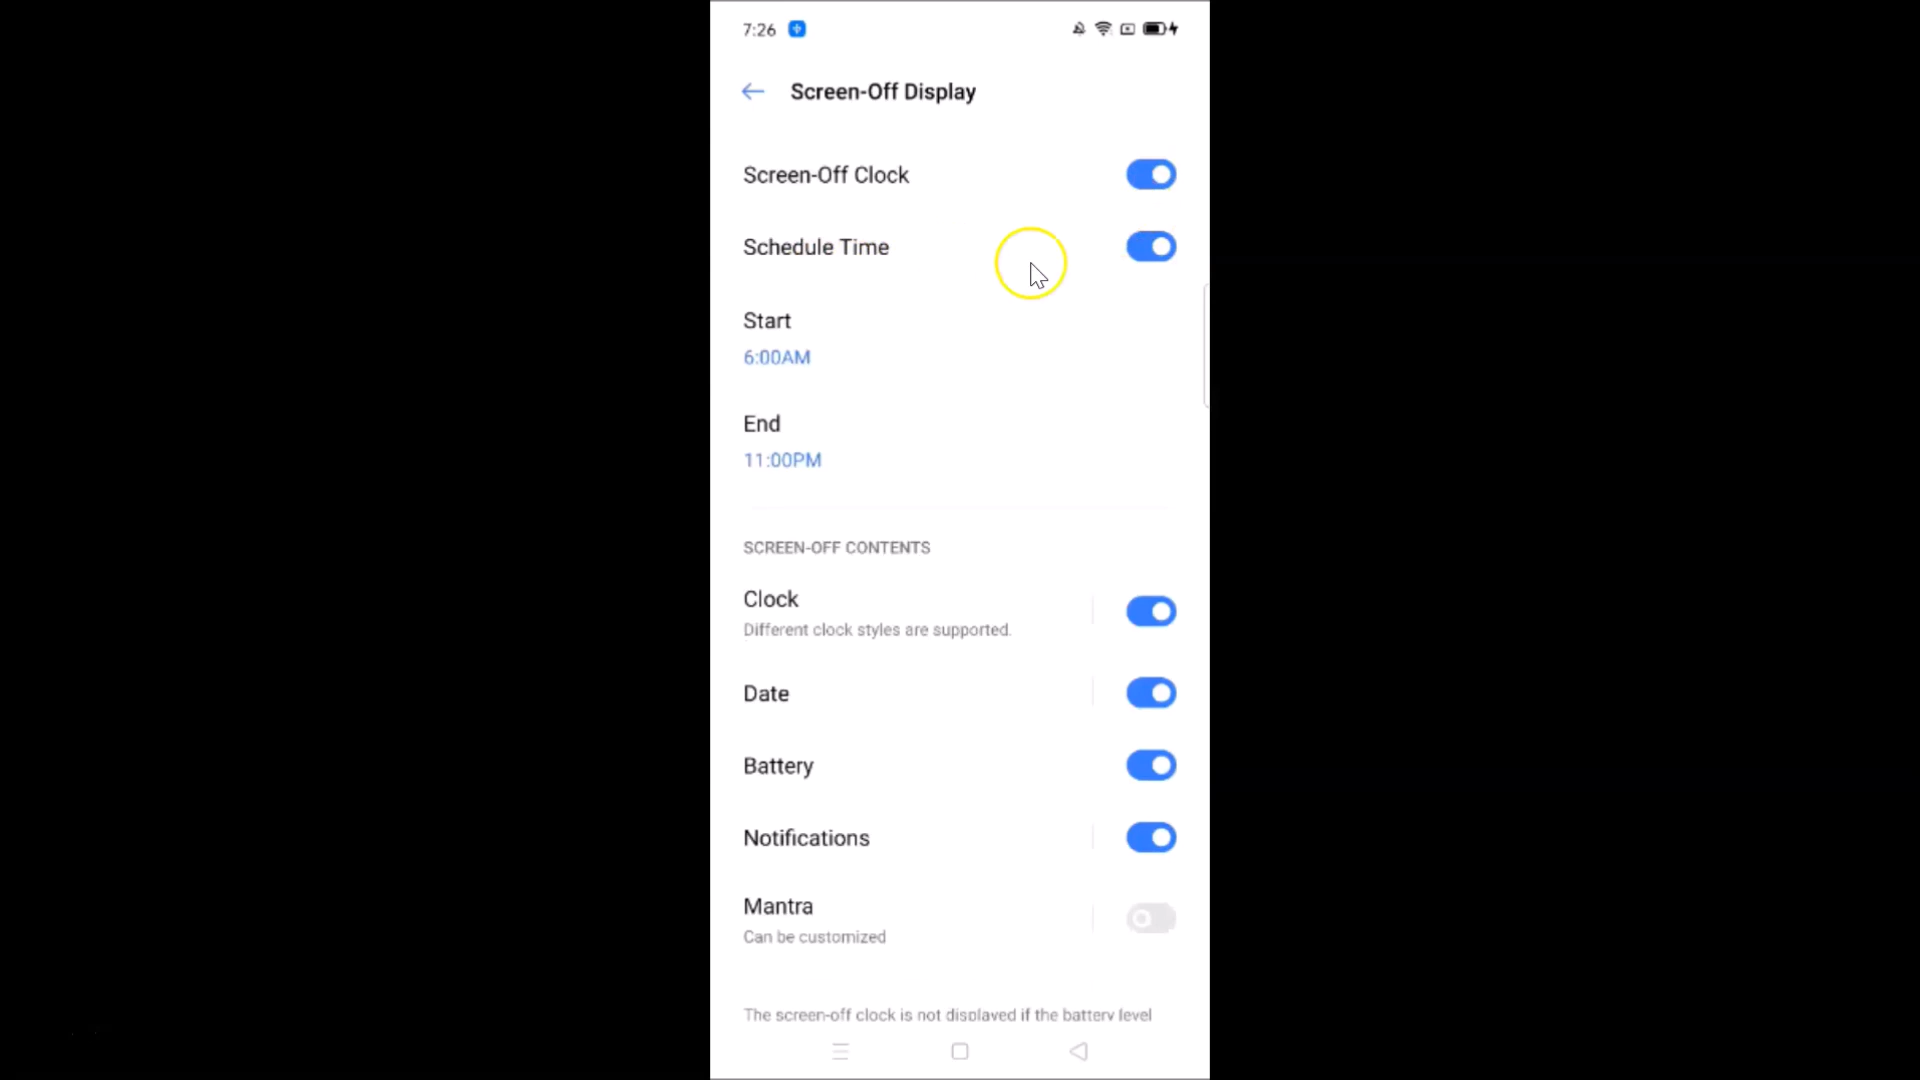 7:26
Screen-Off Display
Screen-Off Clock
Schedule Time
Start
6:00AM
End
11:00PM
SCREEN-OFF CONTENTS
Clock
Different clock styles are supported.
Date
Battery
Notifications
Mantra
Can be customized
The screen-off clock is not displayed if the battery level